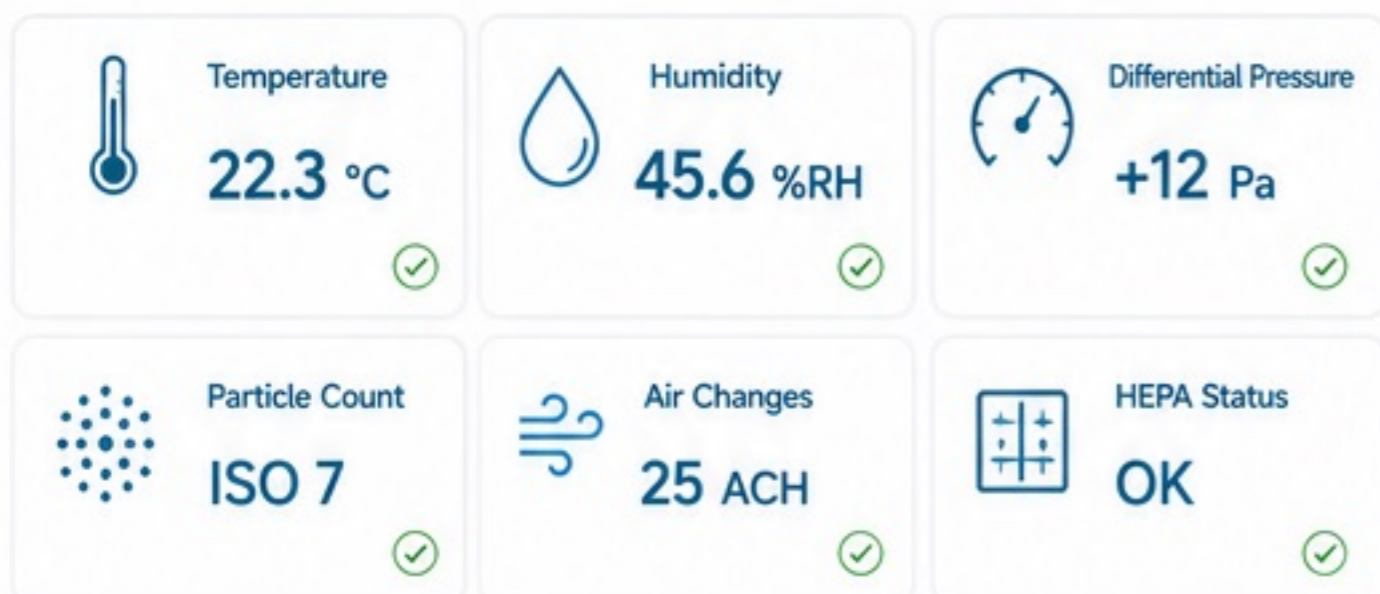 Temperature
22.3 °C
Humidity
45.6 %RH
Differential Pressure
+12 Pa
Particle Count
ISO 7
Air Changes
25 ACH
HEPA Status
OK